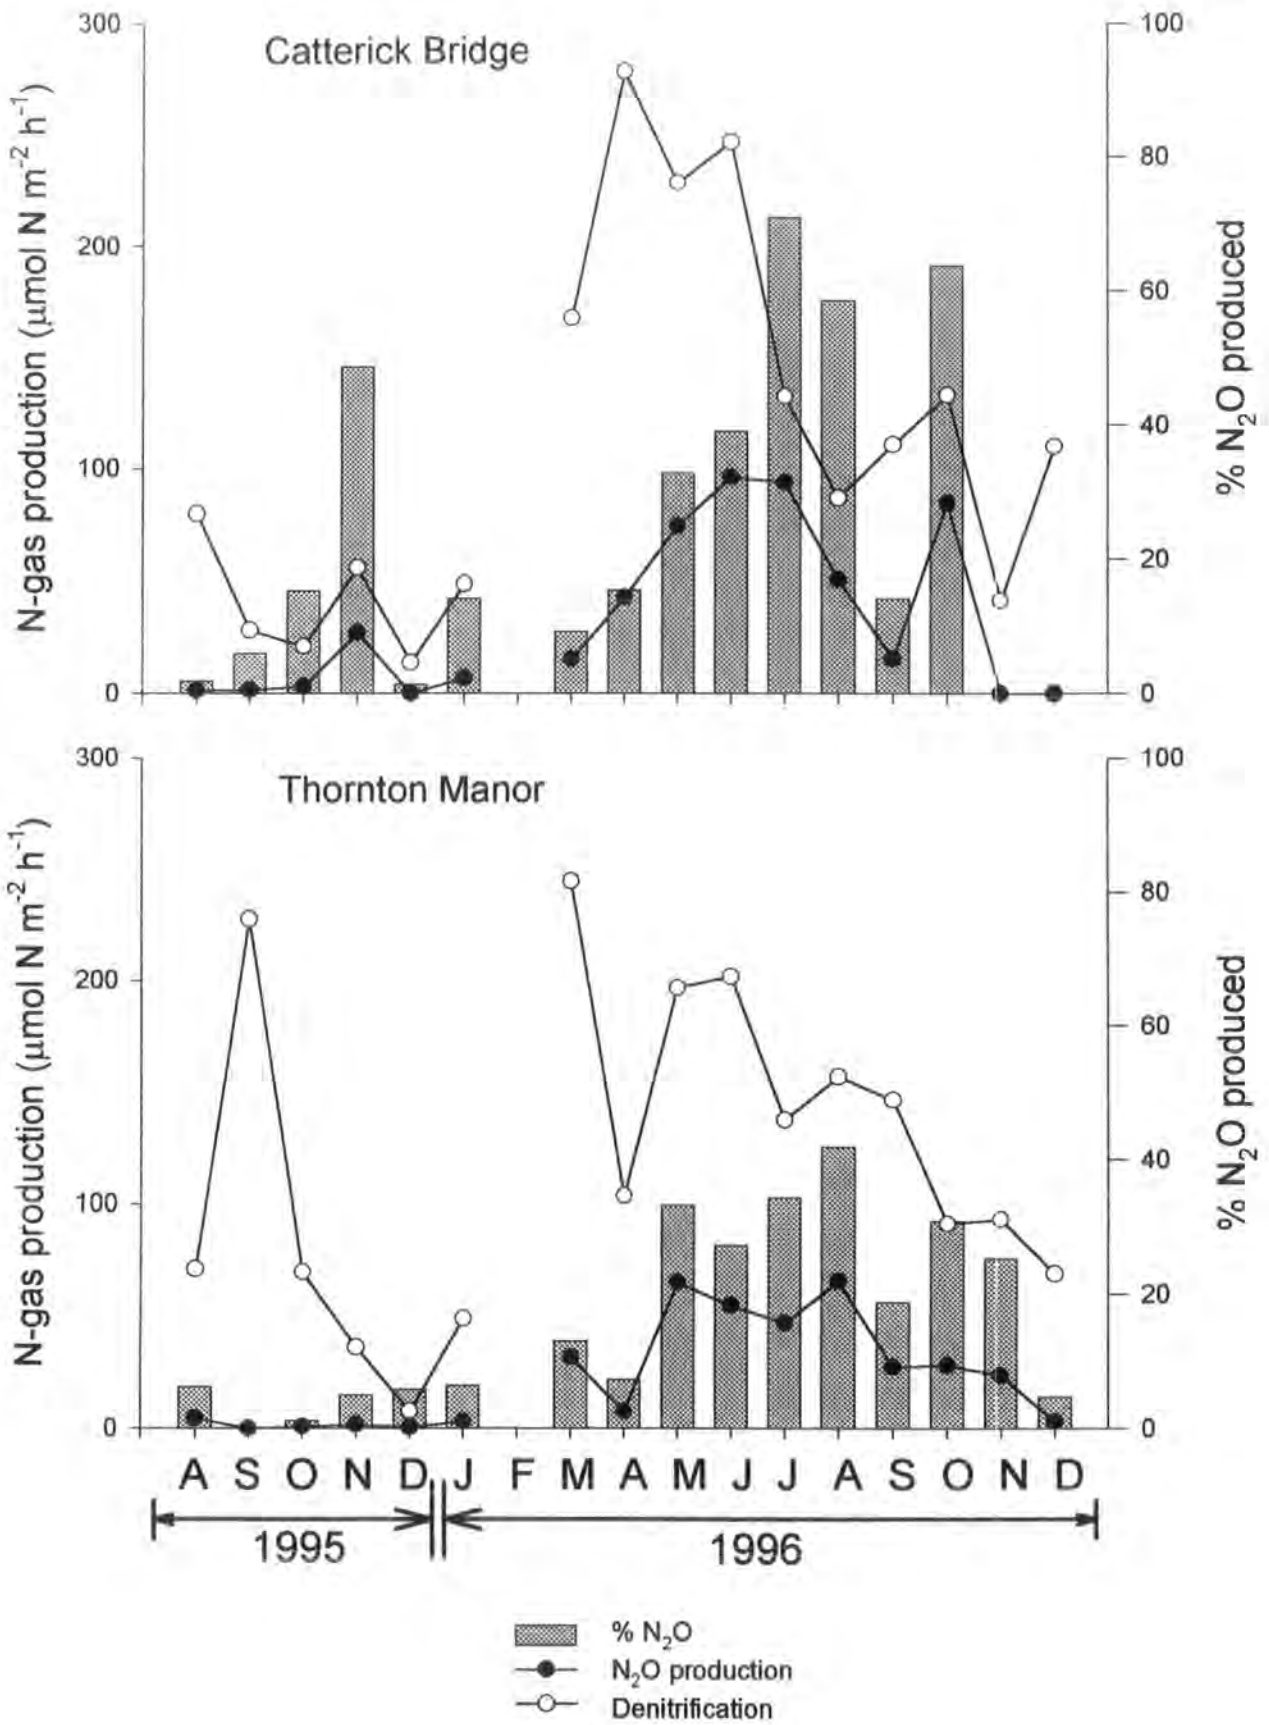 Catterick Bridge
N-gas production (μmol N m⁻² h⁻¹)
300
200
100
0
100
80
60
40
20
0
% N₂O produced
Thornton Manor
N-gas production (μmol N m⁻² h⁻¹)
300
200
100
0
100
80
60
40
20
0
% N₂O produced
A S O N D J F M A M J J A S O N D
1995 1996
% N₂O
N₂O production
Denitrification